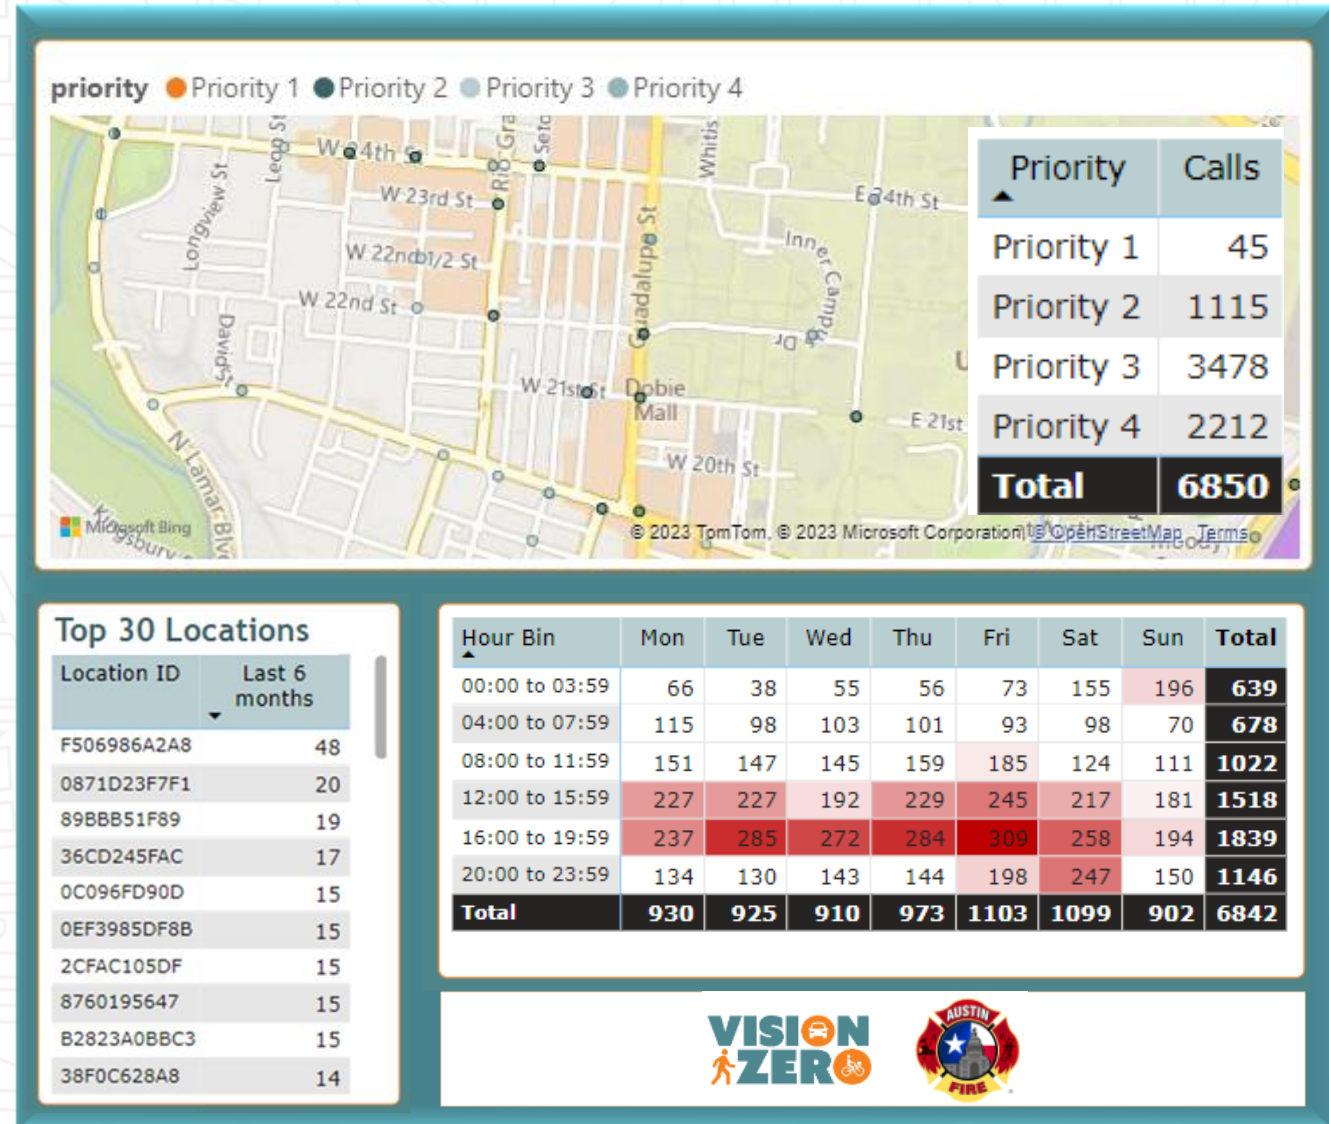 priority Priority 1 Priority 2 Priority 3 Priority 4
Leon St
W 24th St
Rio Gra
Whitis
Longview St
W 23rd St
E 24th St
W 22nd 1/2 St
Inner Campus Dr
W 22nd St
Guadalupe St
Davis St
W 21st St
Dobie
Mall
E 21st
W 20th St
N Lamar Blv
Kingsbury
Microsoft Bing
© 2023 TomTom, © 2023 Microsoft Corporation, © OpenStreetMap Terms
Priority Calls
Priority 1 45
Priority 2 1115
Priority 3 3478
Priority 4 2212
Total 6850
Top 30 Locations
Location ID Last 6
months
F506986A2A8 48
0871D23F7F1 20
89BBB51F89 19
36CD245FAC 17
0C096FD90D 15
0EF3985DF8B 15
2CFAC105DF 15
8760195647 15
B2823A0BBC3 15
38F0C628A8 14
Hour Bin Mon Tue Wed Thu Fri Sat Sun Total
00:00 to 03:59 66 38 55 56 73 155 196 639
04:00 to 07:59 115 98 103 101 93 98 70 678
08:00 to 11:59 151 147 145 159 185 124 111 1022
12:00 to 15:59 227 227 192 229 245 217 181 1518
16:00 to 19:59 237 285 272 284 309 258 194 1839
20:00 to 23:59 134 130 143 144 198 247 150 1146
Total 930 925 910 973 1103 1099 902 6842
VISION
ZERO
AUSTIN
FIRE